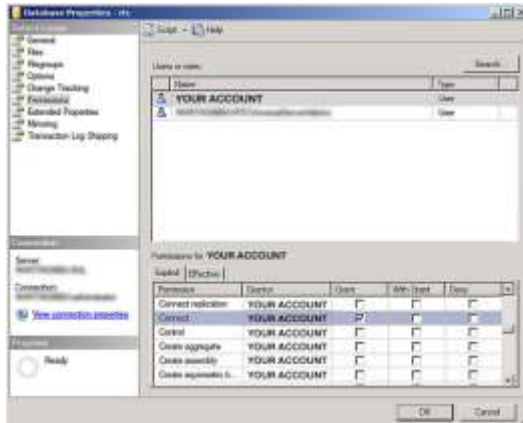 Database Properties - rtc
Select a page
General
Files
Filegroups
Options
Change Tracking
Permissions
Extended Properties
Mirroring
Transaction Log Shipping
Script
Help
Users or roles:
Search...
Name
Type
YOUR ACCOUNT
User
User
Connection
Server:
Connection:
View connection properties
Progress
Ready
Permissions for YOUR ACCOUNT
Explicit
Effective
Permission
Grantor
Grant
With Grant
Deny
Connect replication
YOUR ACCOUNT
Connect
YOUR ACCOUNT
Control
YOUR ACCOUNT
Create aggregate
YOUR ACCOUNT
Create assembly
YOUR ACCOUNT
Create asymmetric k...
YOUR ACCOUNT
OK
Cancel